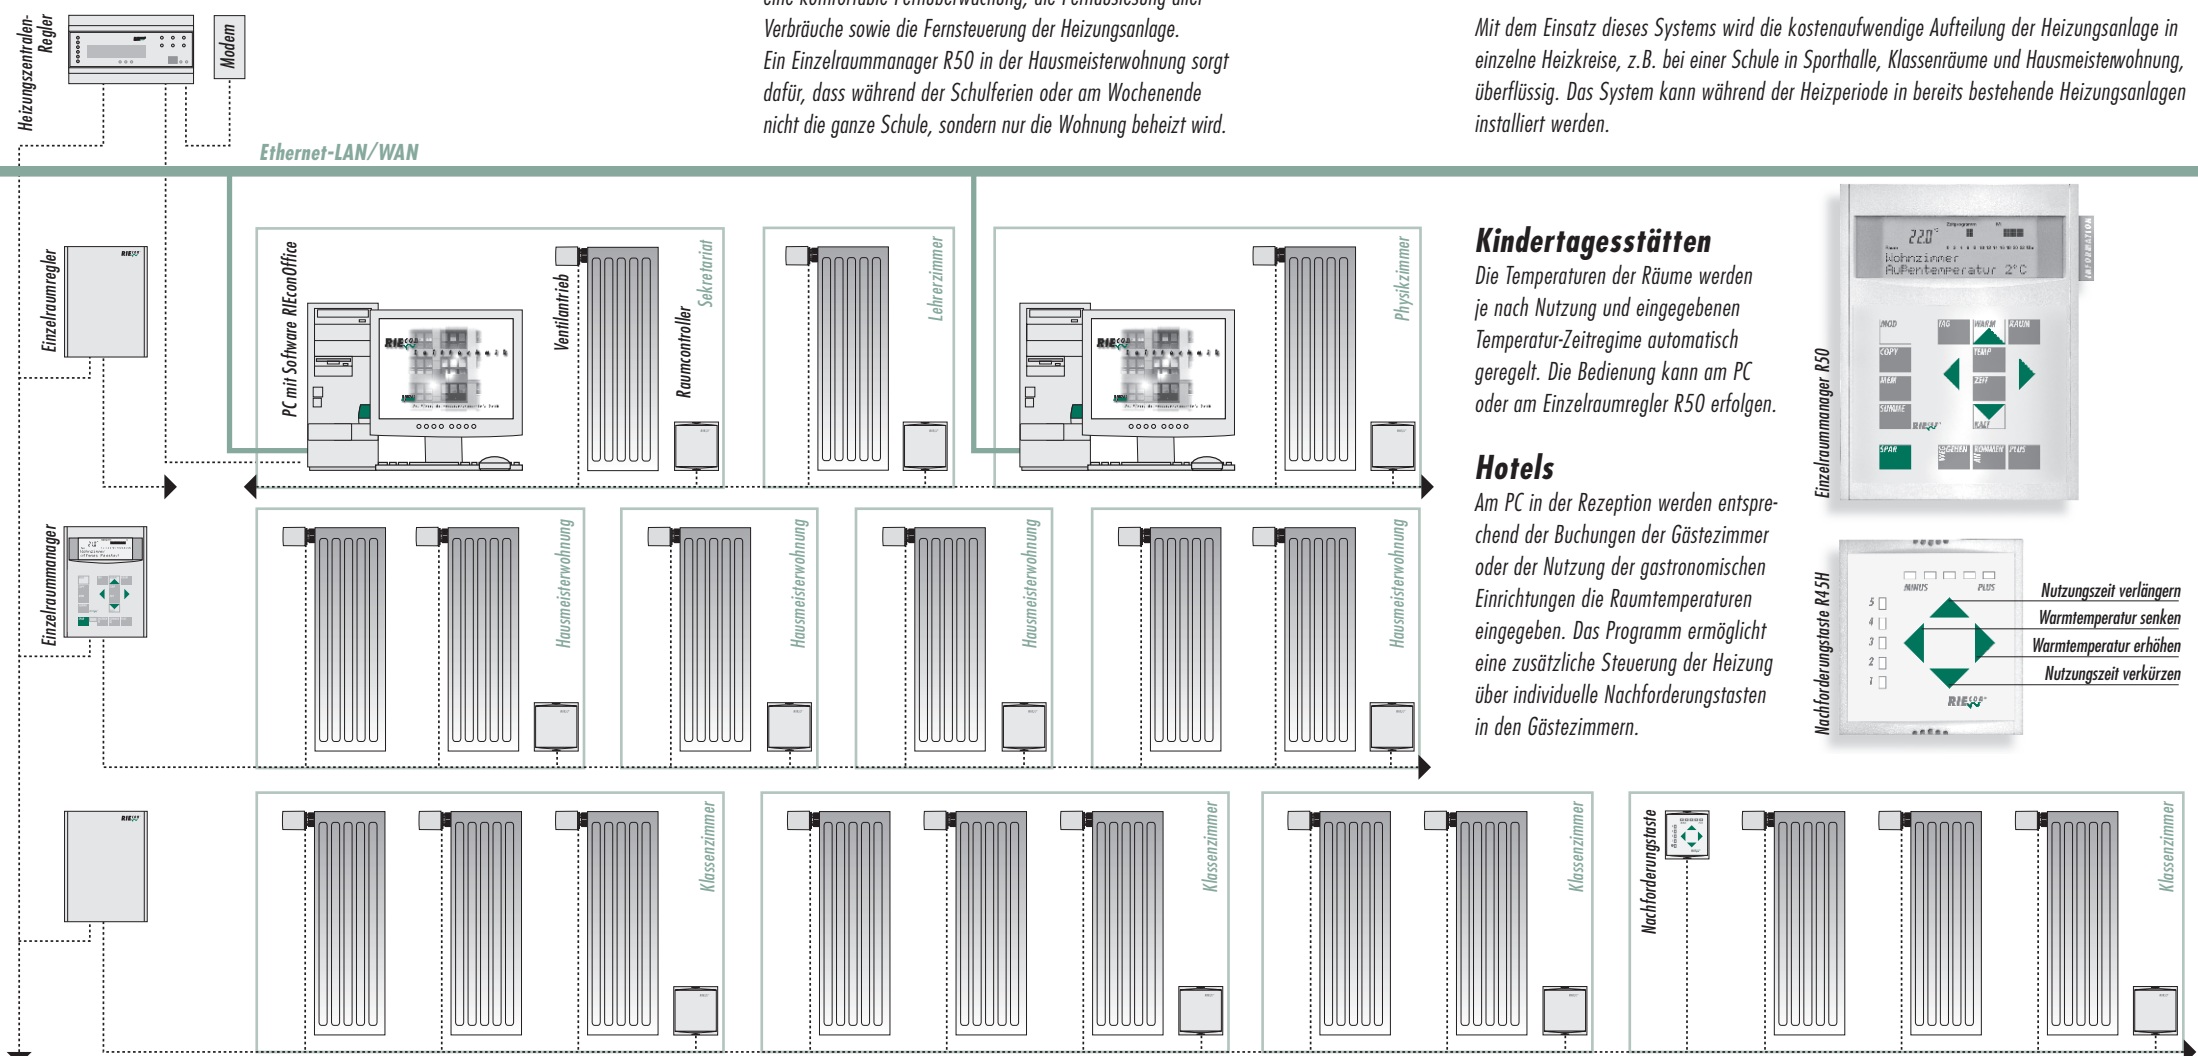 eine komfortable Fernüberwachung, die Fernauslesung aller
Verbräuche sowie die Fernsteuerung der Heizungsanlage.
Ein Einzelraummanager R50 in der Hausmeisterwohnung sorgt
dafür, dass während der Schulferien oder am Wochenende
nicht die ganze Schule, sondern nur die Wohnung beheizt wird.
Mit dem Einsatz dieses Systems wird die kostenaufwendige Aufteilung der Heizungsanlage in
einzelne Heizkreise, z.B. bei einer Schule in Sporthalle, Klassenräume und Hausmeisterwohnung,
überflüssig. Das System kann während der Heizperiode in bereits bestehende Heizungsanlagen
installiert werden.
Heizungszentralen-
Regler
Modem
Ethernet-LAN/WAN
Einzelraumregler
RIECON
PC mit Software RIEconOffice
RIECON
Ventilantrieb
Raumcontroller
Sekretariat
Lehrerzimmer
RIECON
Physikzimmer
Kindertagesstätten
Die Temperaturen der Räume werden
je nach Nutzung und eingegebenen
Temperatur-Zeitregime automatisch
geregelt. Die Bedienung kann am PC
oder am Einzelraumregler R50 erfolgen.
Hotels
Am PC in der Rezeption werden entspre-
chend der Buchungen der Gästezimmer
oder der Nutzung der gastronomischen
Einrichtungen die Raumtemperaturen
eingegeben. Das Programm ermöglicht
eine zusätzliche Steuerung der Heizung
über individuelle Nachforderungstasten
in den Gästezimmern.
Einzelraummanager R50
22.0°
Wohnzimmer
Außentemperatur 2°C
INFORMATION
MOD
TAG
WARM
RAUM
COPY
TEMP
MEM
ZEIT
SUMME
KALT
RIECON
SPAR
WEGGEHEN
ANKOMMEN
PLUS
Nachforderungstaste R45H
MINUS
PLUS
5
4
3
2
1
RIECON
Nutzungszeit verlängern
Warmtemperatur senken
Warmtemperatur erhöhen
Nutzungszeit verkürzen
Einzelraummanager
Hausmeisterwohnung
Hausmeisterwohnung
Hausmeisterwohnung
Hausmeisterwohnung
RIECON
Klassenzimmer
Klassenzimmer
Klassenzimmer
Nachforderungstaste
Klassenzimmer